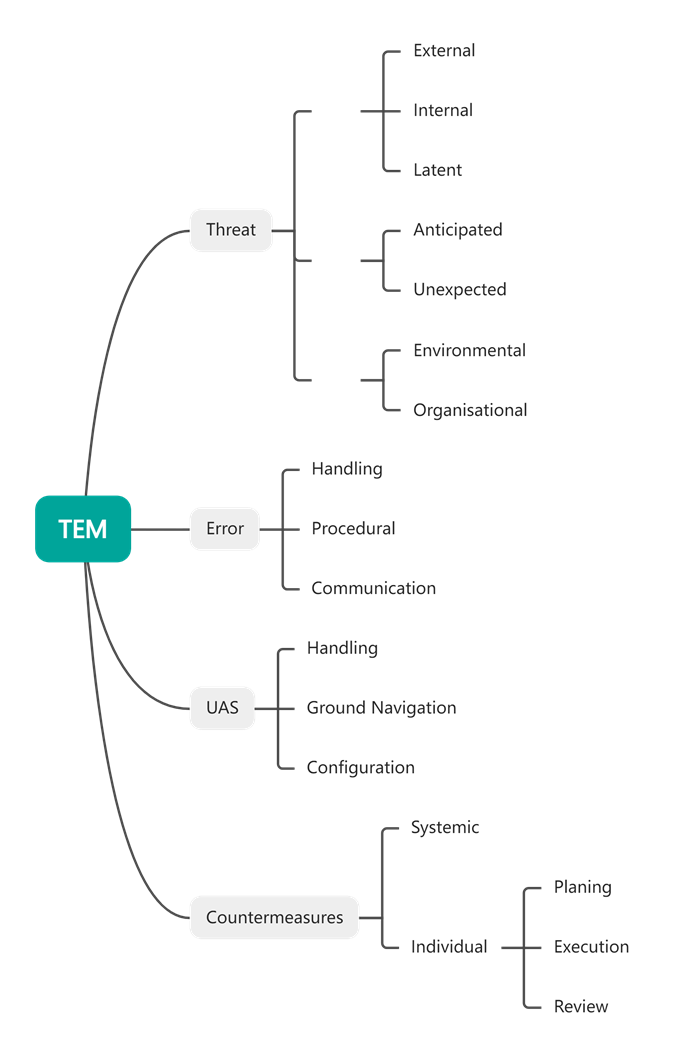 TEM
Threat
External
Internal
Latent
Anticipated
Unexpected
Environmental
Organisational
Error
Handling
Procedural
Communication
UAS
Handling
Ground Navigation
Configuration
Countermeasures
Systemic
Individual
Planing
Execution
Review